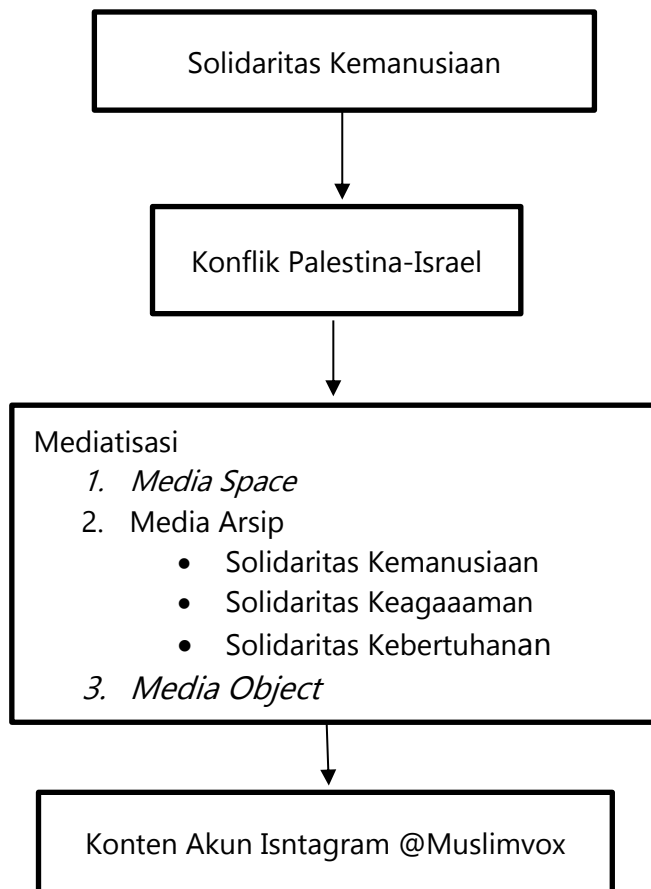 Solidaritas Kemanusiaan
Konflik Palestina-Israel
Mediatisasi
1. Media Space
2. Media Arsip
• Solidaritas Kemanusiaan
• Solidaritas Keagaaaman
• Solidaritas Kebertuhanan
3. Media Object
Konten Akun Isntagram @Muslimvox